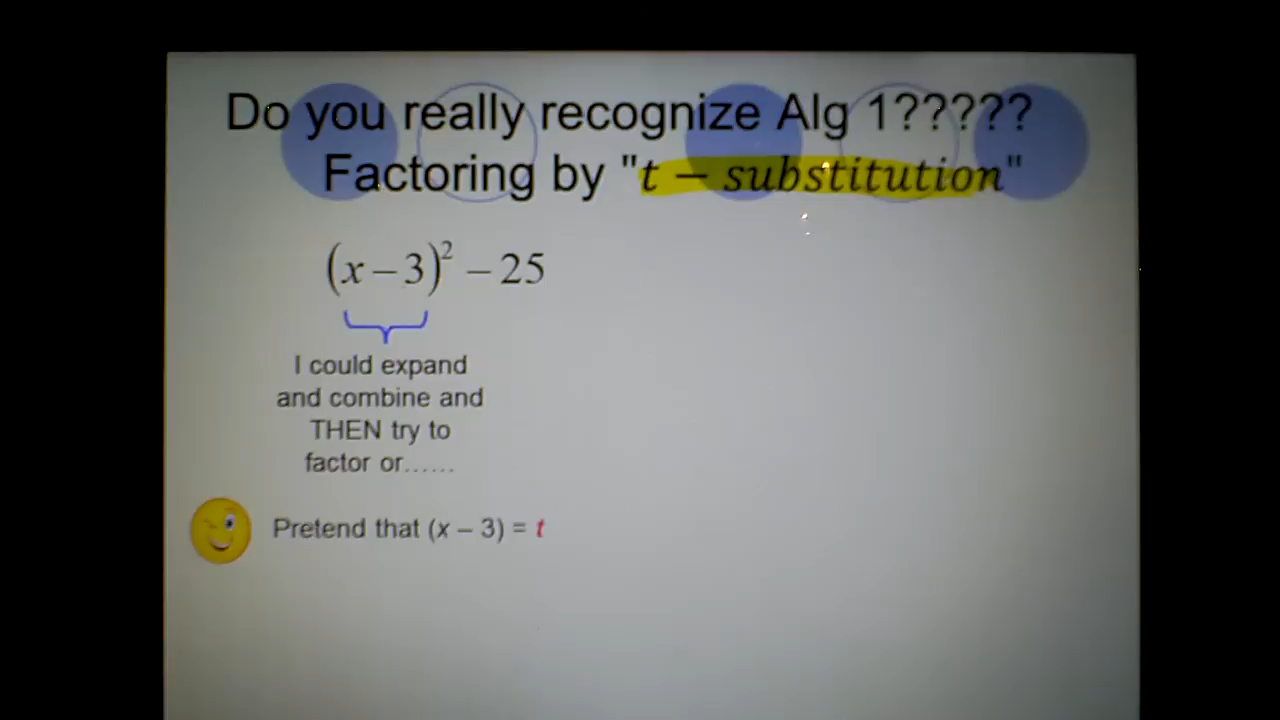 Do you really recognize Alg 1?????
Factoring by "t − substitution"
(x − 3)² − 25
I could expand
and combine and
THEN try to
factor or......
Pretend that (x – 3) = t